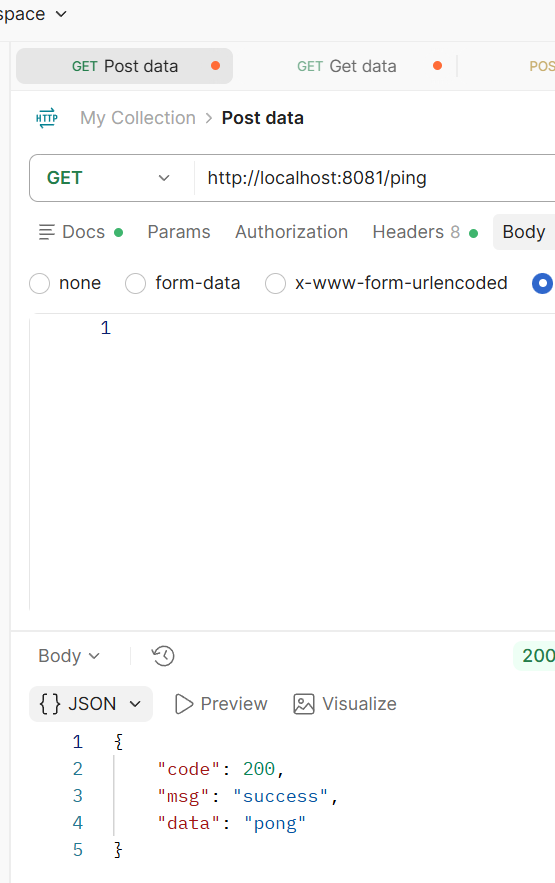 space
GET Post data GET Get data POS
HTTP My Collection > Post data
GET http://localhost:8081/ping
Docs Params Authorization Headers 8 Body
none form-data x-www-form-urlencoded
1
Body 200
{} JSON Preview Visualize
1 {
2 "code": 200,
3 "msg": "success",
4 "data": "pong"
5 }